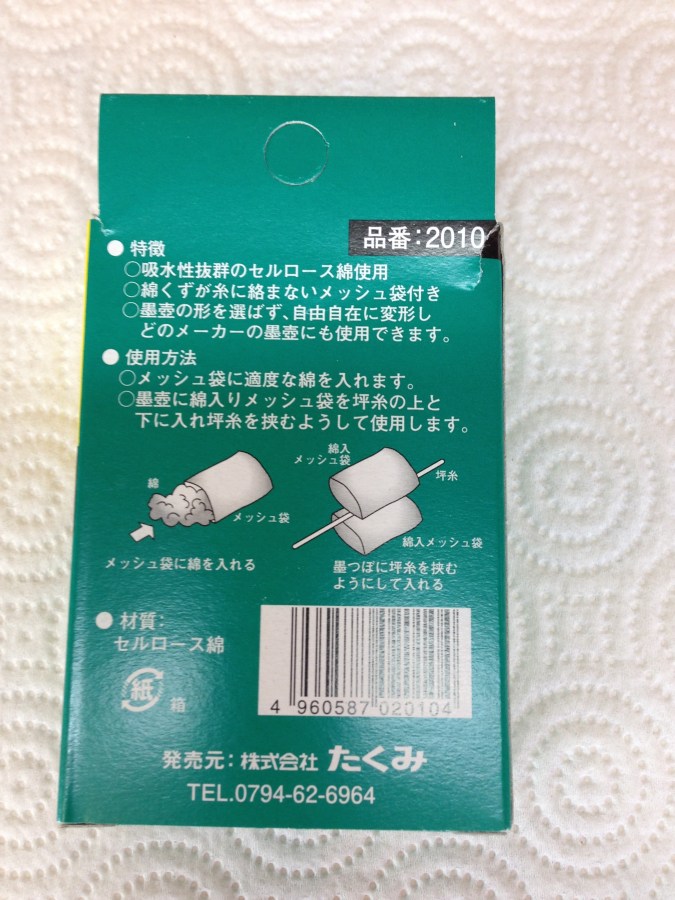 品番:2010
● 特徴
○吸水性抜群のセルロース綿使用
○綿くずが糸に絡まないメッシュ袋付き
○墨壺の形を選ばず、自由自在に変形し
どのメーカーの墨壺にも使用できます。
● 使用方法
○メッシュ袋に適度な綿を入れます。
○墨壺に綿入りメッシュ袋を坪糸の上と
下に入れ坪糸を挟むようして使用します。
綿
メッシュ袋
メッシュ袋に綿を入れる
綿入
メッシュ袋
坪糸
綿入メッシュ袋
墨つぼに坪糸を挟む
ようにして入れる
● 材質:
セルロース綿
紙
箱
4 960587 020104
発売元:株式会社 たくみ
TEL.0794-62-6964